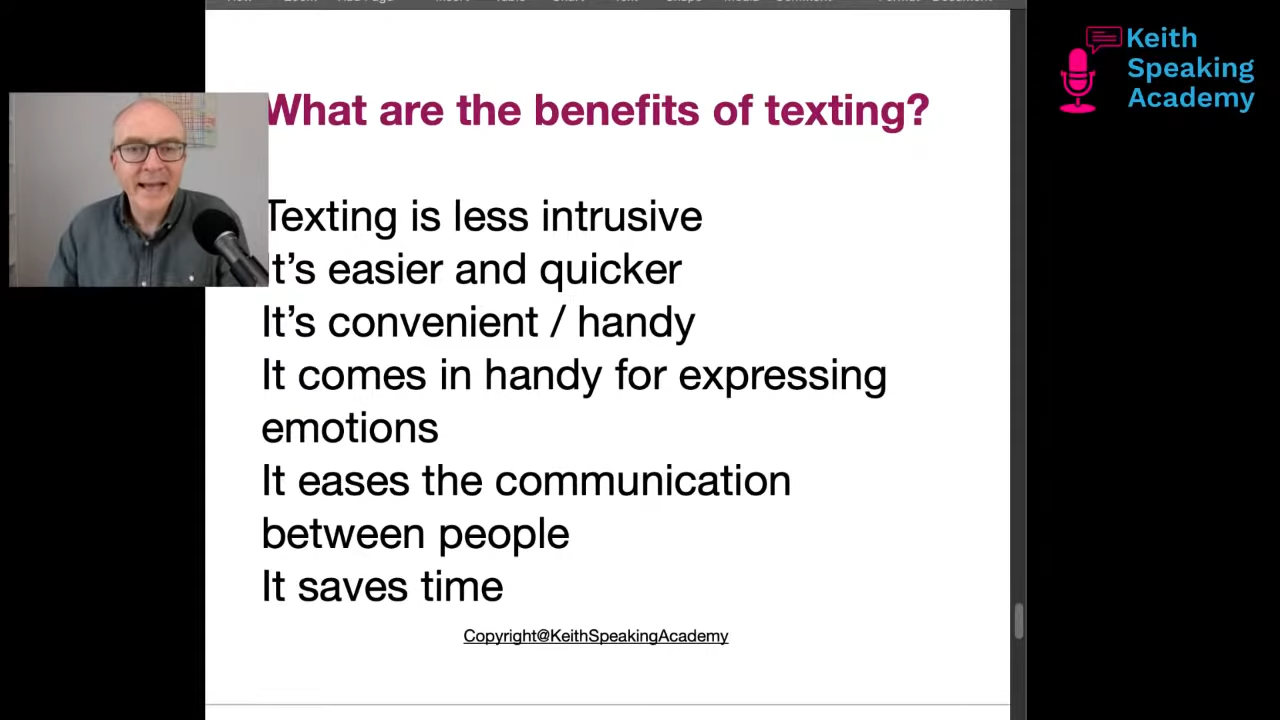 Keith
Speaking
Academy
What are the benefits of texting?
Texting is less intrusive
It's easier and quicker
It's convenient / handy
It comes in handy for expressing
emotions
It eases the communication
between people
It saves time
Copyright@KeithSpeakingAcademy